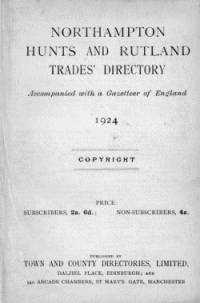 NORTHAMPTON
HUNTS AND RUTLAND
TRADES' DIRECTORY
Accompanied with a Gazetteer of England
1924
COPYRIGHT
PRICE:
SUBSCRIBERS, 2s. 6d.; NON-SUBSCRIBERS, 4s.
PUBLISHED BY
TOWN AND COUNTY DIRECTORIES, LIMITED,
DALZIEL PLACE, EDINBURGH; AND
ARCADE CHAMBERS, ST MARY'S GATE, MANCHESTER